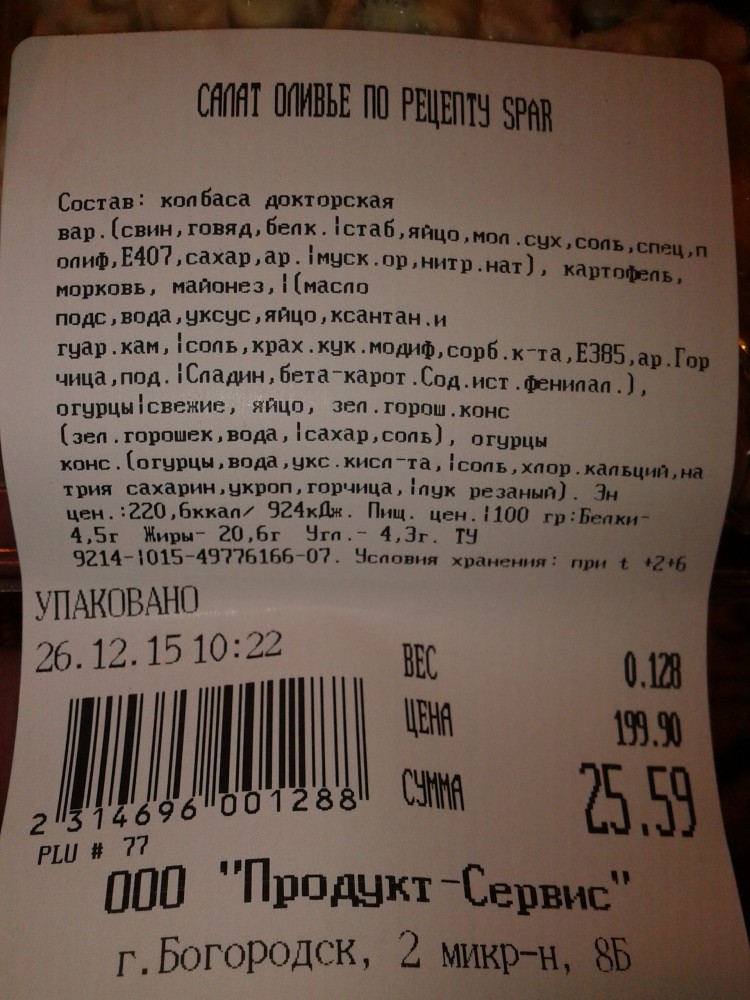 САЛАТ ОЛИВЬЕ ПО РЕЦЕПТУ SPAR
Состав: колбаса докторская
вар.(свин,говяд,белк.|стаб,яйцо,мол.сух,соль,спец,п
олиф,Е407,сахар,ар.|муск.ор,нитр.нат), картофель,
морковь, майонез,|(масло
подс,вода,уксус,яйцо,ксантан.и
гуар.кам,|соль,крах.кук.модиф,сорб.к-та,Е385,ар.Гор
чица,под.|Сладин,бета-карот.Сод.ист.фенилал.),
огурцы|свежие, яйцо, зел.горош.конс
(зел.горошек,вода,|сахар,соль), огурцы
конс.(огурцы,вода,укс.кисл-та,|соль,хлор.кальций,на
трия сахарин,укроп,горчица,|лук резаный). Эн
цен.:220,6ккал/ 924кДж. Пищ. цен.|100 гр:Белки-
4,5г Жиры- 20,6г Угл.- 4,3г. ТУ
9214-|015-49776166-07. Условия хранения: при t +2+6
УПАКОВАНО
26.12.15 10:22
ВЕС 0.128
ЦЕНА 199.90
СУММА 25.59
2 314696 001288
PLU # 77
ООО "Продукт-Сервис"
г.Богородск, 2 микр-н, 8Б